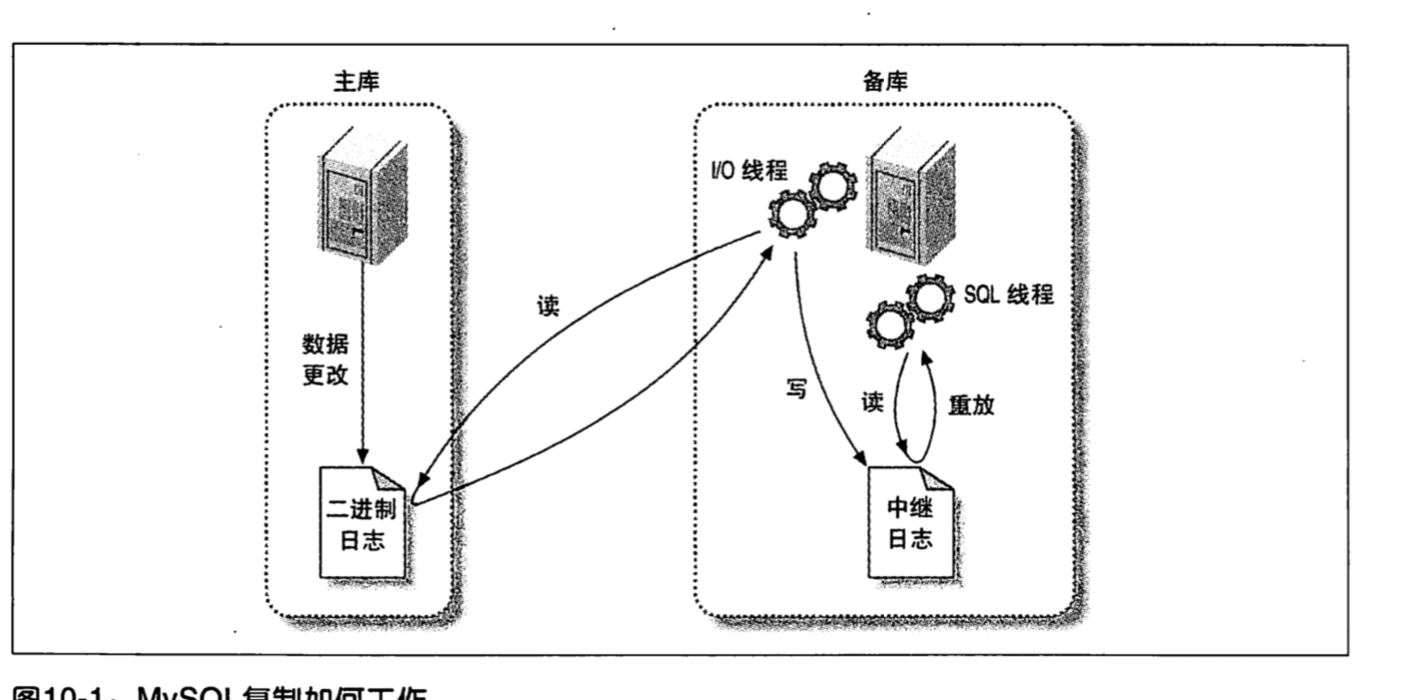 主库
备库
I/O 线程
SQL 线程
读
数据
更改
写
读
重放
二进制
日志
中继
日志
图10-1：MySQL复制如何工作